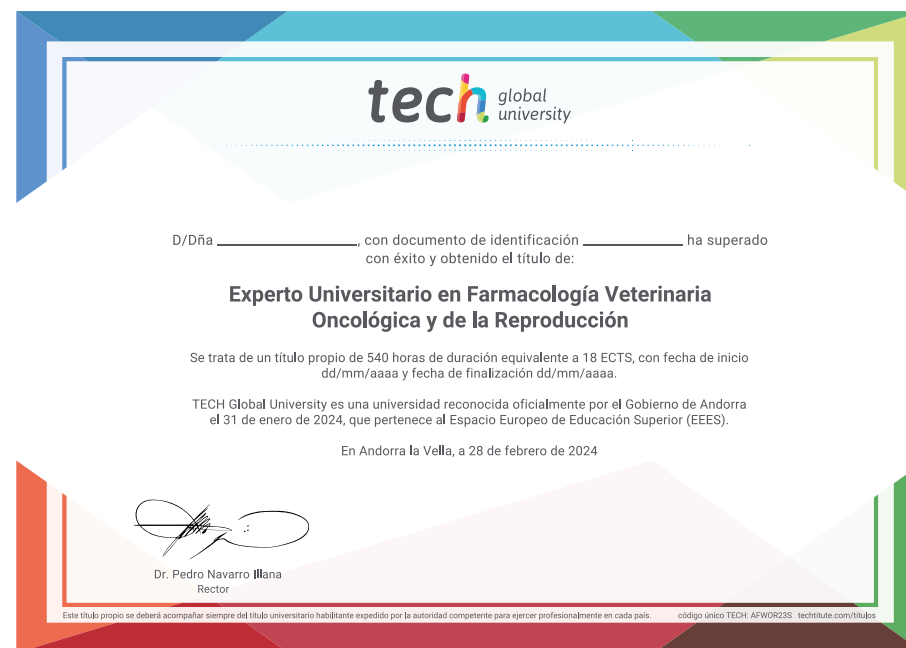 tech global university
D/Dña ____________________, con documento de identificación ______________ ha superado
con éxito y obtenido el título de:
Experto Universitario en Farmacología Veterinaria
Oncológica y de la Reproducción
Se trata de un título propio de 540 horas de duración equivalente a 18 ECTS, con fecha de inicio
dd/mm/aaaa y fecha de finalización dd/mm/aaaa.
TECH Global University es una universidad reconocida oficialmente por el Gobierno de Andorra
el 31 de enero de 2024, que pertenece al Espacio Europeo de Educación Superior (EEES).
En Andorra la Vella, a 28 de febrero de 2024
Dr. Pedro Navarro Illana
Rector
Este título propio se deberá acompañar siempre del título universitario habilitante expedido por la autoridad competente para ejercer profesionalmente en cada país. código único TECH: AFWOR23S techtitute.com/titulos